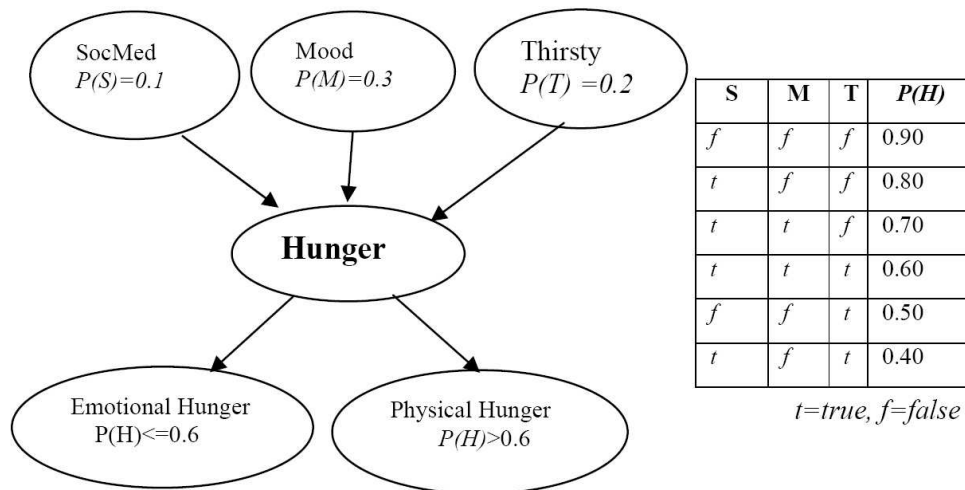 SocMed
P(S)=0.1
Mood
P(M)=0.3
Thirsty
P(T) =0.2
Hunger
Emotional Hunger
P(H)<=0.6
Physical Hunger
P(H)>0.6
S M T P(H)
f f f 0.90
t f f 0.80
t t f 0.70
t t t 0.60
f f t 0.50
t f t 0.40
t=true, f=false